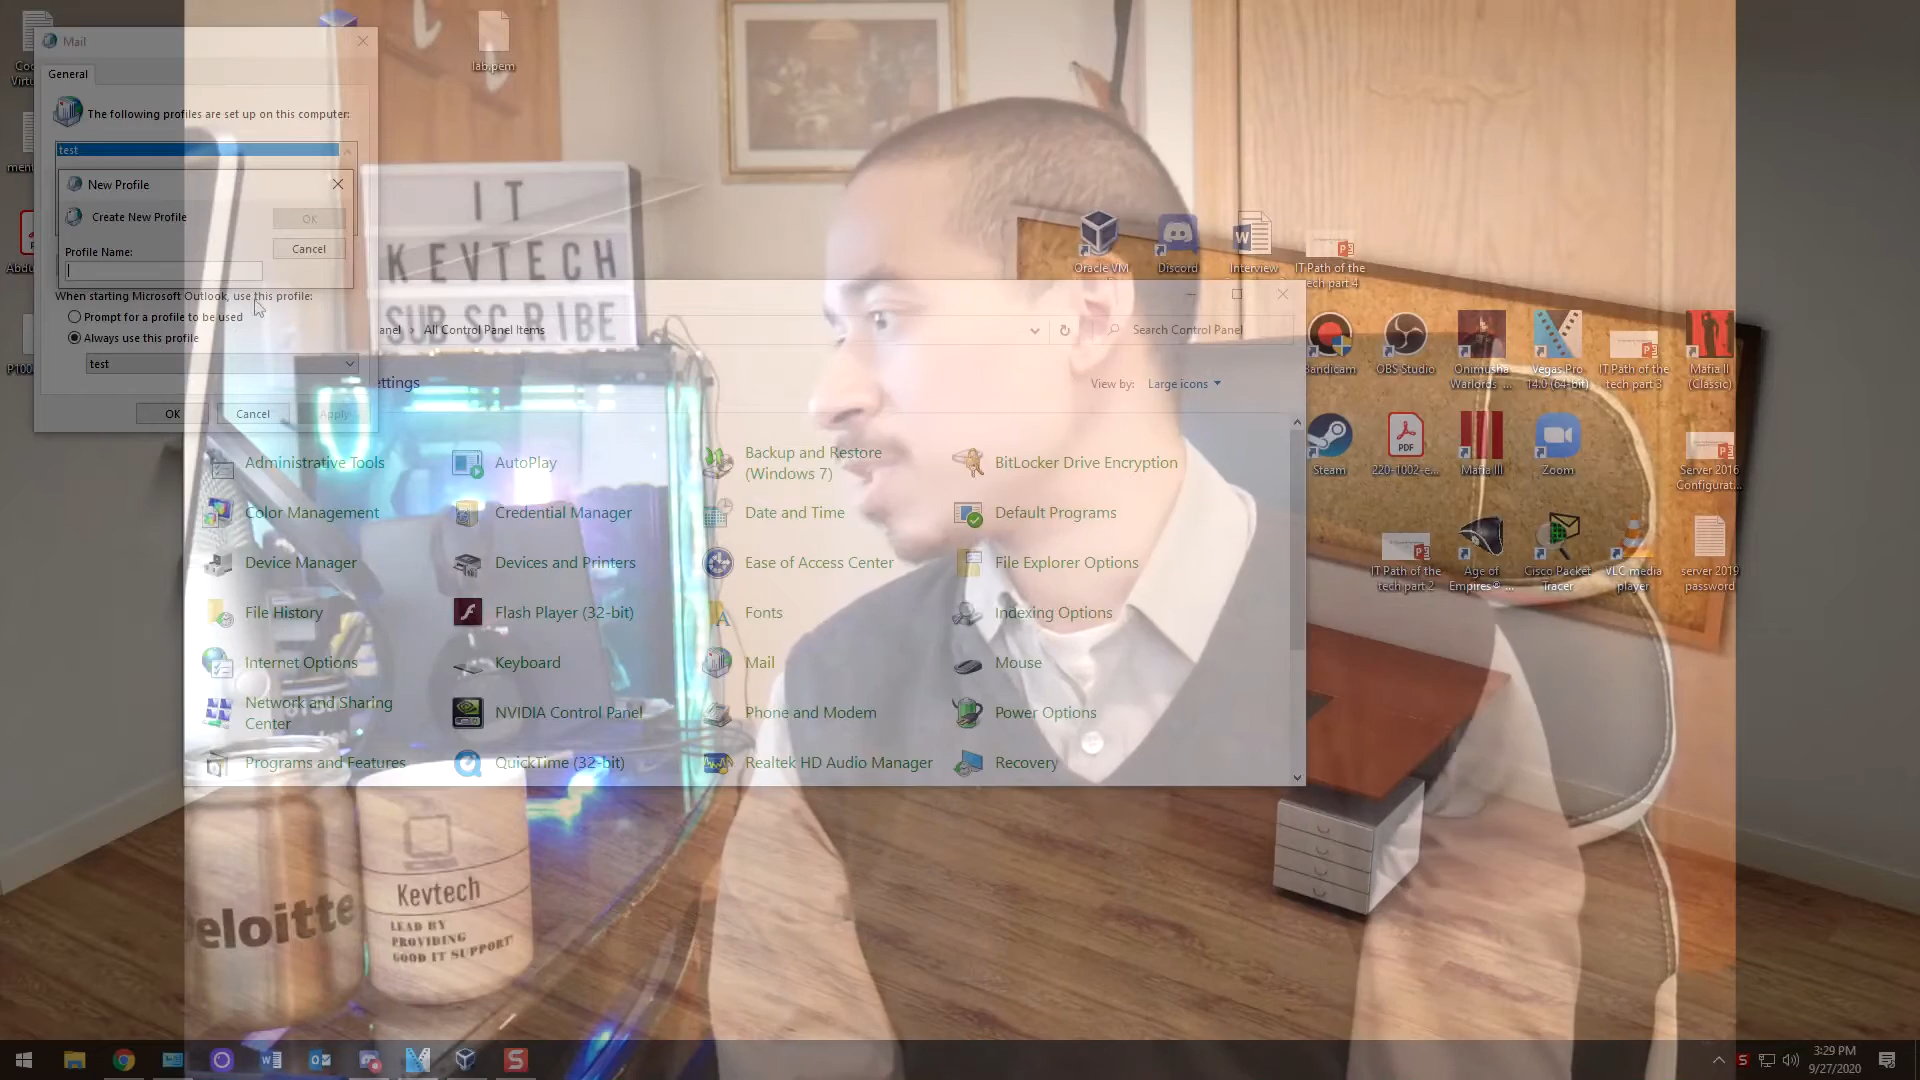 Mail
General
The following profiles are set up on this computer:
test
New Profile
Create New Profile
OK
Cancel
Profile Name:
When starting Microsoft Outlook, use this profile:
Prompt for a profile to be used
Always use this profile
test
OK
Cancel
Apply
lab.pem
IT
KEVTECH
SUBSCRIBE
All Control Panel Items
Search Control Panel
View by:
Large icons
Administrative Tools
AutoPlay
Backup and Restore
(Windows 7)
BitLocker Drive Encryption
Color Management
Credential Manager
Date and Time
Default Programs
Device Manager
Devices and Printers
Ease of Access Center
File Explorer Options
File History
Flash Player (32-bit)
Fonts
Indexing Options
Internet Options
Keyboard
Mail
Mouse
Network and Sharing
Center
NVIDIA Control Panel
Phone and Modem
Power Options
Programs and Features
QuickTime (32-bit)
Realtek HD Audio Manager
Recovery
Oracle VM
Discord
Interview
IT Path of the
tech part 4
Bandicam
OBS Studio
Onimusha
Warlords ...
Vegas Pro
14.0 (64-bit)
IT Path of the
tech part 3
Mafia II
(Classic)
Steam
PDF
220-1002-e...
Mafia III
Zoom
Server 2016
Configurat...
IT Path of the
tech part 2
Age of
Empires® ...
Cisco Packet
Tracer
VLC media
player
server 2019
password
Deloitte
Kevtech
LEAD BY
PROVIDING
GOOD IT SUPPORT"
3:29 PM
9/27/2020